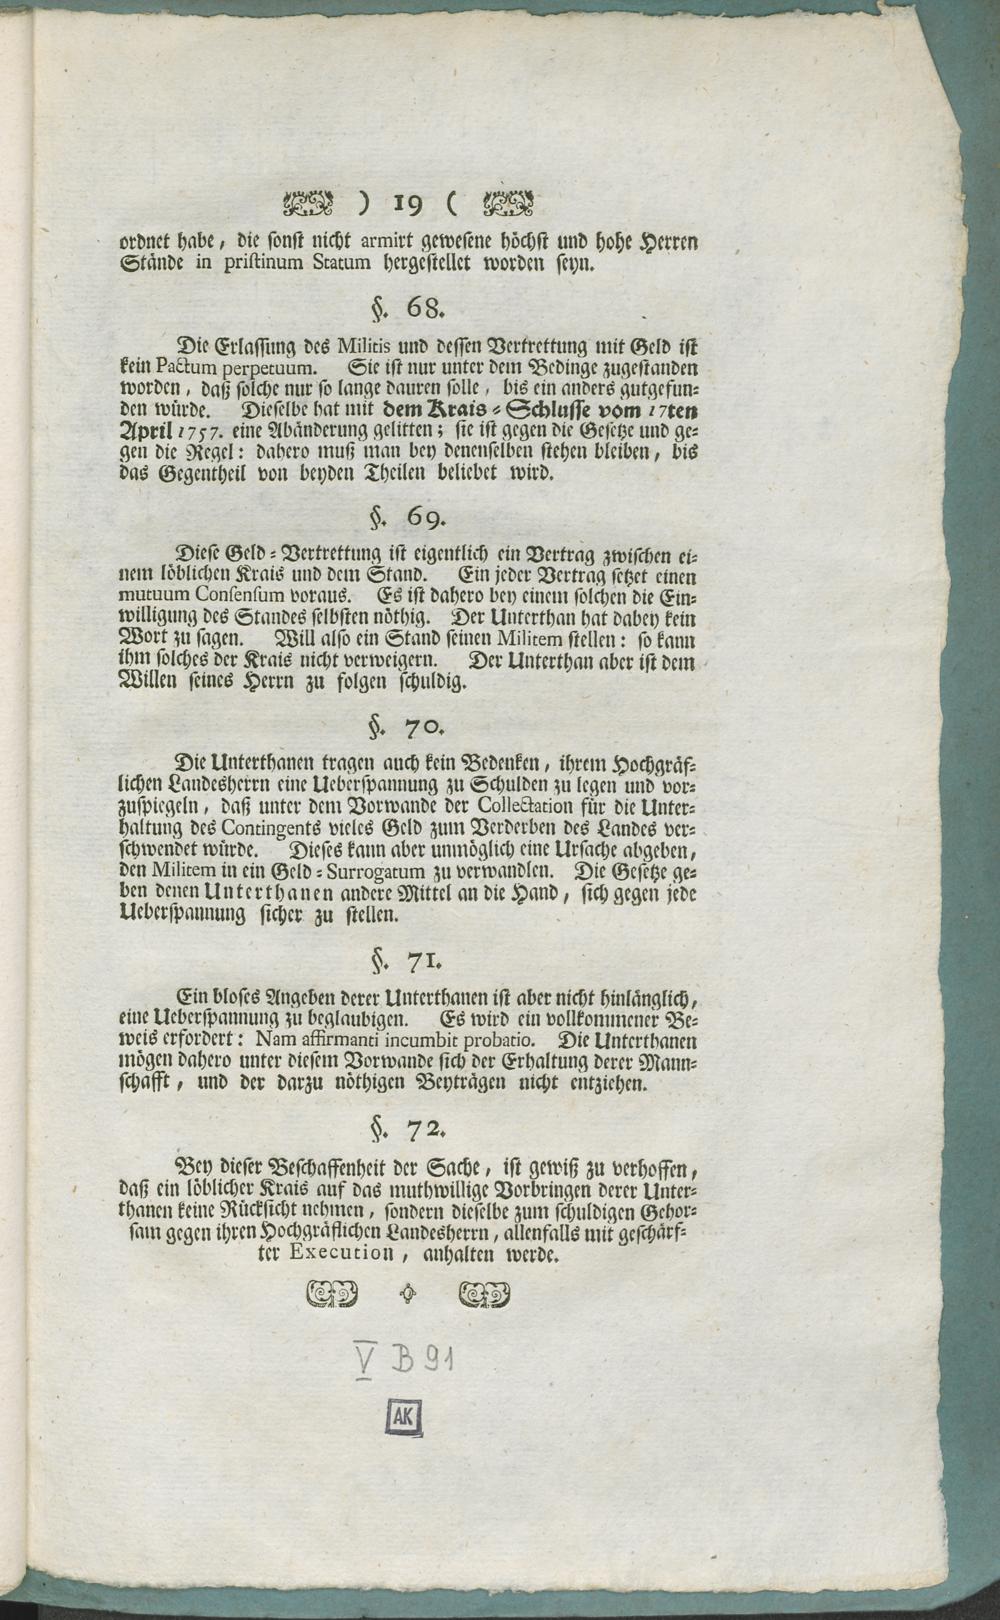 ) 19 (
ordnet habe, die sonst nicht armirt gewesene höchst und hohe Herren
Stände in pristinum Statum hergestellet worden seyn.
§. 68.
Die Erlassung des Militis und dessen Vertrettung mit Geld ist
kein Pactum perpetuum. Sie ist nur unter dem Bedinge zugestanden
worden, daß solche nur so lange dauren solle, bis ein anders gutgefun-
den würde. Dieselbe hat mit dem Krais-Schlusse vom 17ten
April 1757. eine Abänderung gelitten; sie ist gegen die Gesetze und ge-
gen die Regel: dahero muß man bey denenselben stehen bleiben, bis
das Gegentheil von beyden Theilen beliebet wird.
§. 69.
Diese Geld-Vertrettung ist eigentlich ein Vertrag zwischen ei-
nem löblichen Krais und dem Stand. Ein jeder Vertrag setzet einen
mutuum Consensum voraus. Es ist dahero bey einem solchen die Ein-
willigung des Standes selbsten nöthig. Der Unterthan hat dabey kein
Wort zu sagen. Will also ein Stand seinen Militem stellen: so kann
ihm solches der Krais nicht verweigern. Der Unterthan aber ist dem
Willen seines Herrn zu folgen schuldig.
§. 70.
Die Unterthanen tragen auch kein Bedenken, ihrem Hochgräf-
lichen Landesherrn eine Ueberspannung zu Schulden zu legen und vor-
zuspiegeln, daß unter dem Vorwande der Collectation für die Unter-
haltung des Contingents vieles Geld zum Verderben des Landes ver-
schwendet würde. Dieses kann aber unmöglich eine Ursache abgeben,
den Militem in ein Geld-Surrogatum zu verwandlen. Die Gesetze ge-
ben denen Unterthanen andere Mittel an die Hand, sich gegen jede
Ueberspannung sicher zu stellen.
§. 71.
Ein bloses Angeben derer Unterthanen ist aber nicht hinlänglich,
eine Ueberspannung zu beglaubigen. Es wird ein vollkommener Be-
weis erfordert: Nam affirmanti incumbit probatio. Die Unterthanen
mögen dahero unter diesem Vorwande sich der Erhaltung derer Mann-
schafft, und der darzu nöthigen Beyträgen nicht entziehen.
§. 72.
Bey dieser Beschaffenheit der Sache, ist gewiß zu verhoffen,
daß ein löblicher Krais auf das muthwillige Vorbringen derer Unter-
thanen keine Rücksicht nehmen, sondern dieselbe zum schuldigen Gehor-
sam gegen ihren Hochgräflichen Landesherrn, allenfalls mit geschärf-
ter Execution, anhalten werde.
V B 91
AK